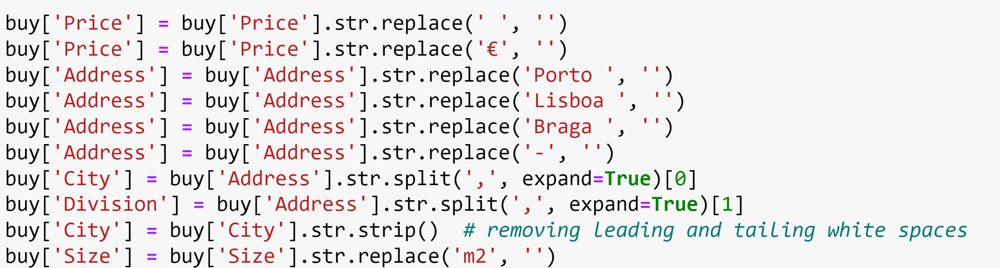 buy['Price'] = buy['Price'].str.replace(' ', '')
buy['Price'] = buy['Price'].str.replace('€', '')
buy['Address'] = buy['Address'].str.replace('Porto ', '')
buy['Address'] = buy['Address'].str.replace('Lisboa ', '')
buy['Address'] = buy['Address'].str.replace('Braga ', '')
buy['Address'] = buy['Address'].str.replace('-', '')
buy['City'] = buy['Address'].str.split(',', expand=True)[0]
buy['Division'] = buy['Address'].str.split(',', expand=True)[1]
buy['City'] = buy['City'].str.strip()  # removing leading and tailing white spaces
buy['Size'] = buy['Size'].str.replace('m2', '')